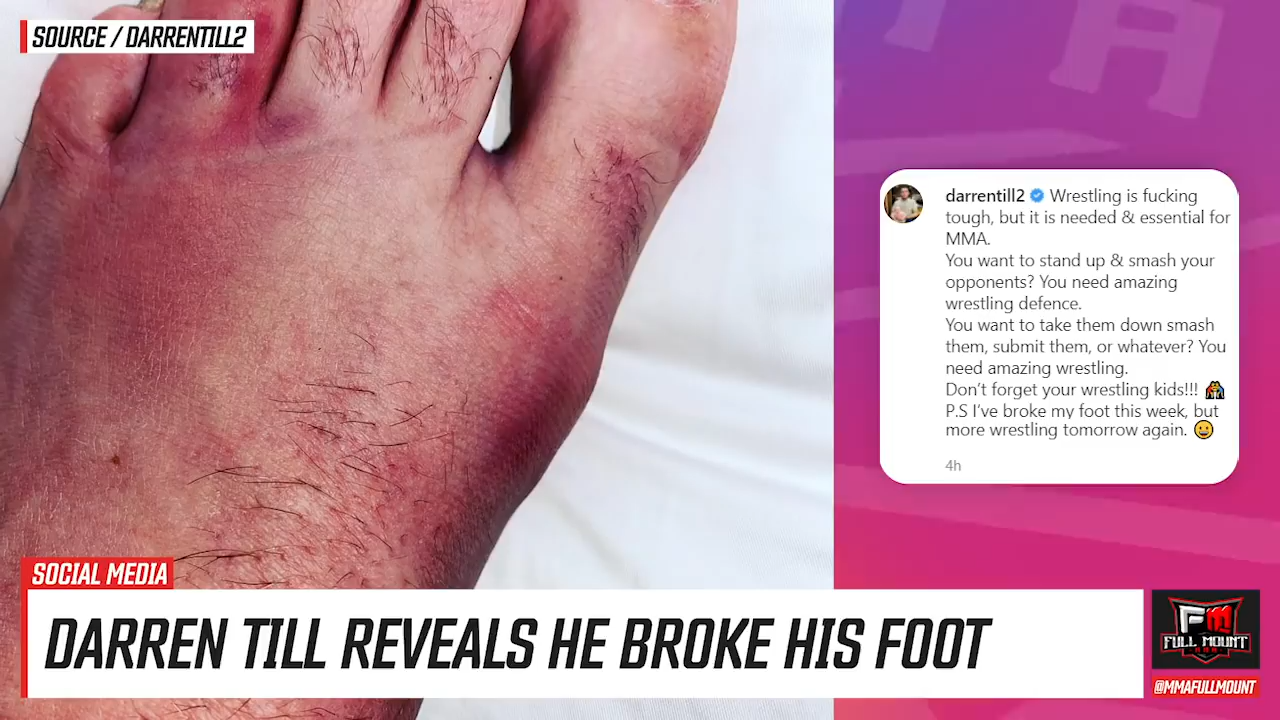 SOURCE / DARRENTILL2
darrentill2 Wrestling is fucking
tough, but it is needed & essential for
MMA.
You want to stand up & smash your
opponents? You need amazing
wrestling defence.
You want to take them down smash
them, submit them, or whatever? You
need amazing wrestling.
Don't forget your wrestling kids!!! 🤼
P.S I've broke my foot this week, but
more wrestling tomorrow again. 😀
4h
SOCIAL MEDIA
DARREN TILL REVEALS HE BROKE HIS FOOT
FM
FULL MOUNT
MMA
@MMAFULLMOUNT